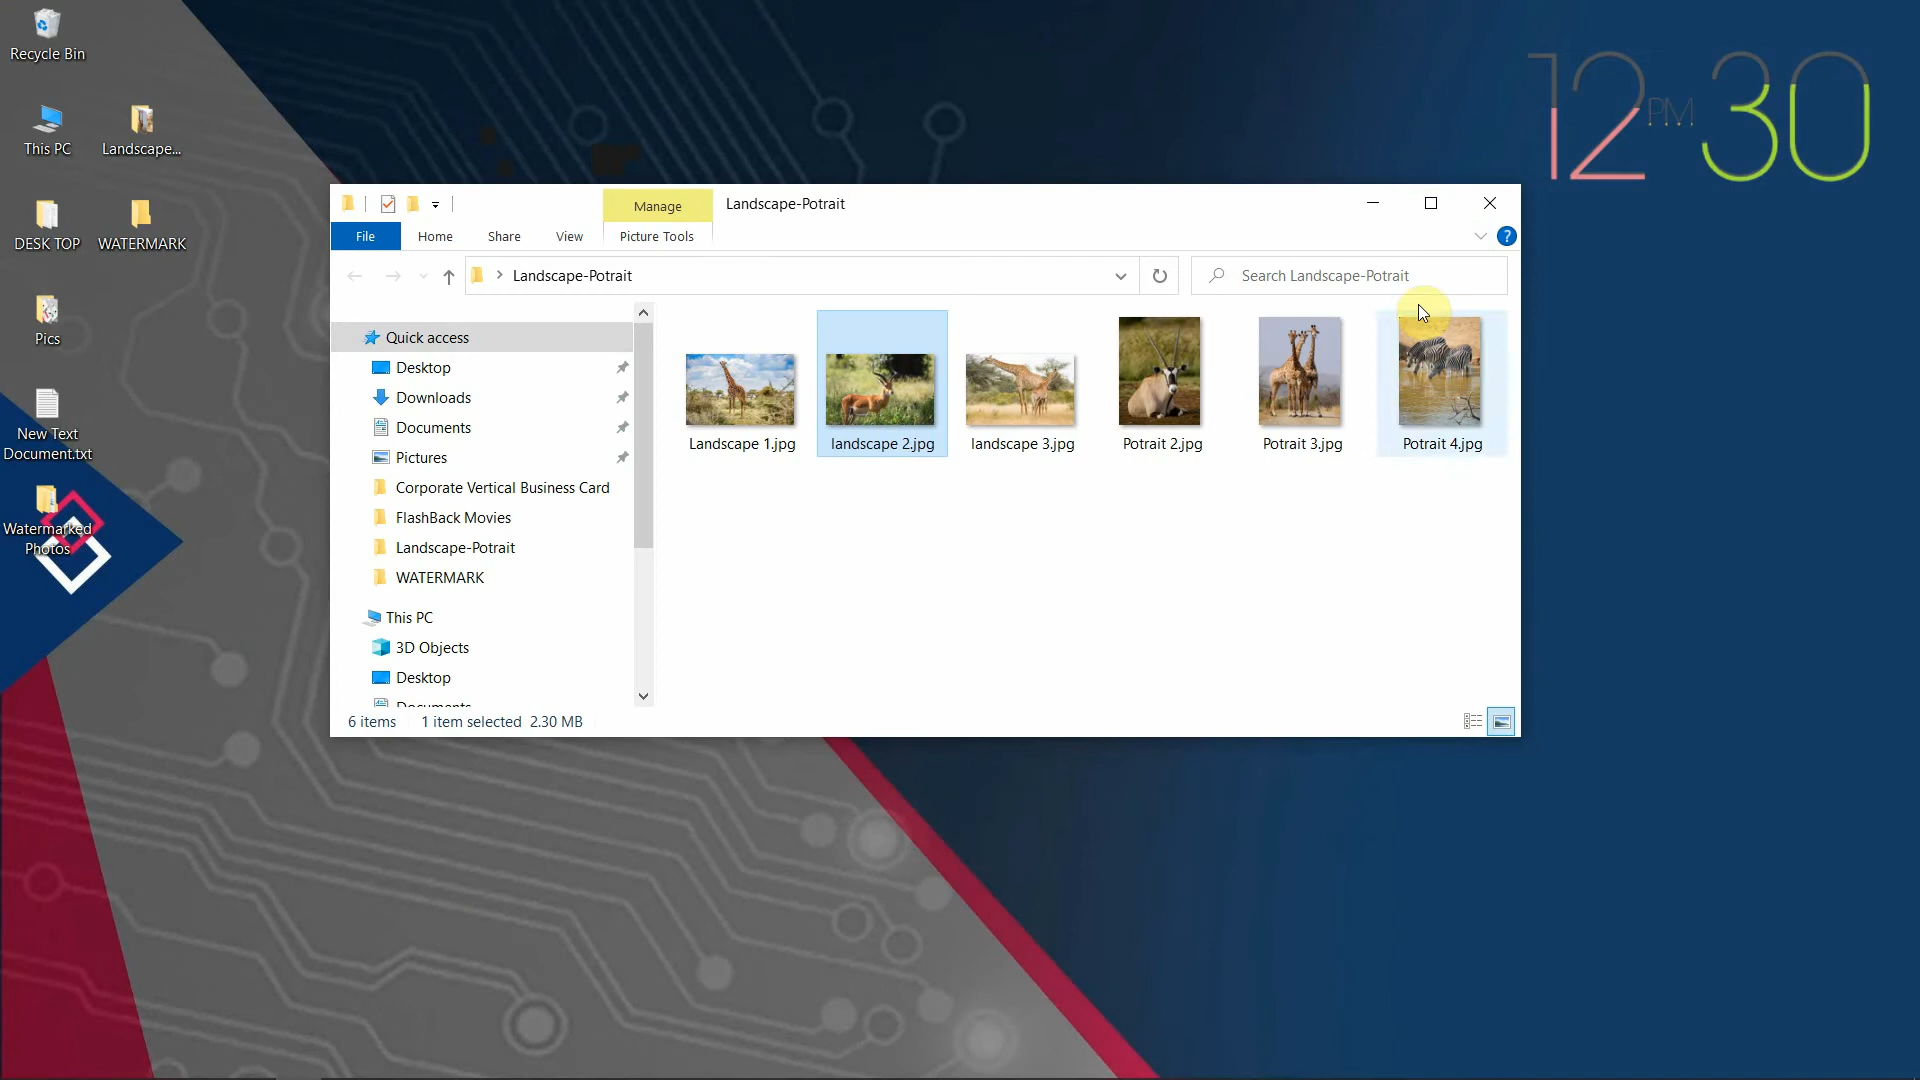 Recycle Bin
This PC
Landscape...
DESK TOP
WATERMARK
Pics
New Text
Document.txt
Watermarked
Photos
12 PM 30
Manage
Landscape-Potrait
File
Home
Share
View
Picture Tools
?
Landscape-Potrait
Search Landscape-Potrait
Quick access
Desktop
Downloads
Documents
Pictures
Corporate Vertical Business Card
FlashBack Movies
Landscape-Potrait
WATERMARK
This PC
3D Objects
Desktop
Documents
Landscape 1.jpg
landscape 2.jpg
landscape 3.jpg
Potrait 2.jpg
Potrait 3.jpg
Potrait 4.jpg
6 items
1 item selected 2.30 MB